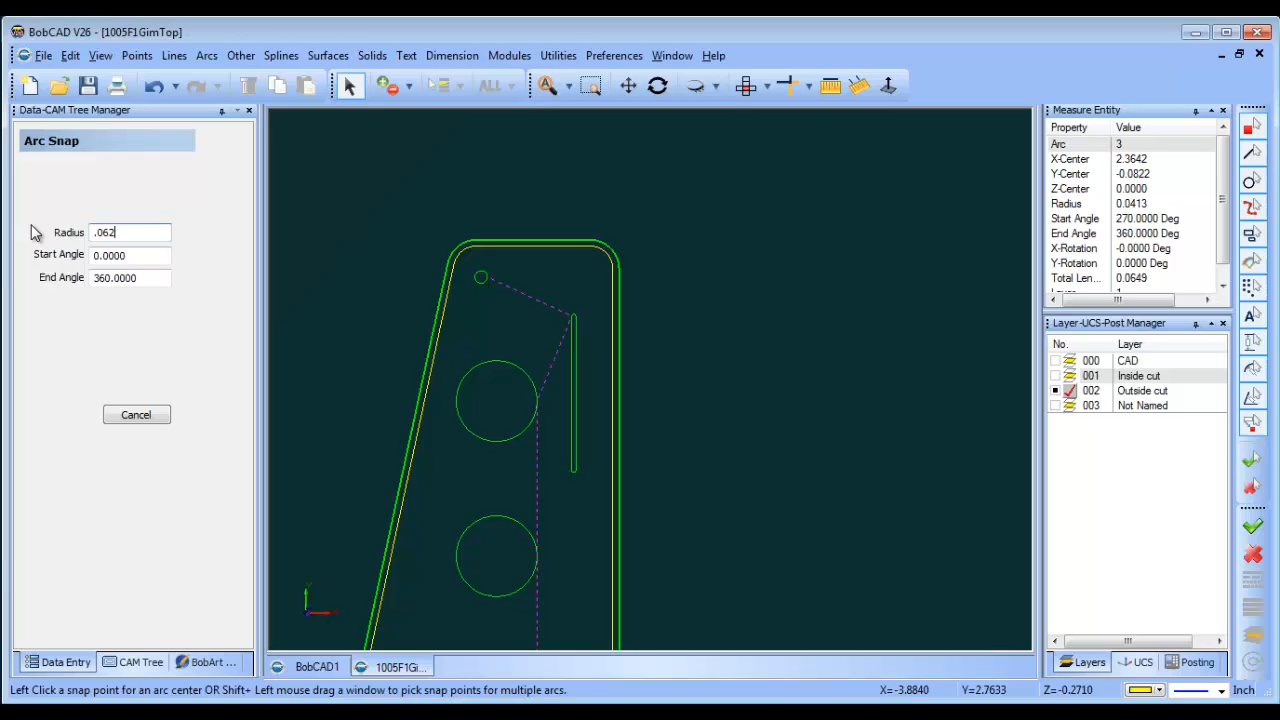 BobCAD V26 - [1005F1GimTop]
File Edit View Points Lines Arcs Other Splines Surfaces Solids Text Dimension Modules Utilities Preferences Window Help
ALL
Data-CAM Tree Manager
Arc Snap
Radius .062
Start Angle 0.0000
End Angle 360.0000
Cancel
Data Entry CAM Tree BobArt ...
BobCAD1 1005F1Gi...
Measure Entity
Property Value
Arc 3
X-Center 2.3642
Y-Center -0.0822
Z-Center 0.0000
Radius 0.0413
Start Angle 270.0000 Deg
End Angle 360.0000 Deg
X-Rotation -0.0000 Deg
Y-Rotation 0.0000 Deg
Total Len... 0.0649
Layer-UCS-Post Manager
No. Layer
000 CAD
001 Inside cut
002 Outside cut
003 Not Named
Layers UCS Posting
Left Click a snap point for an arc center OR Shift+ Left mouse drag a window to pick snap points for multiple arcs.
X=-3.8840 Y=2.7633 Z=-0.2710 Inch